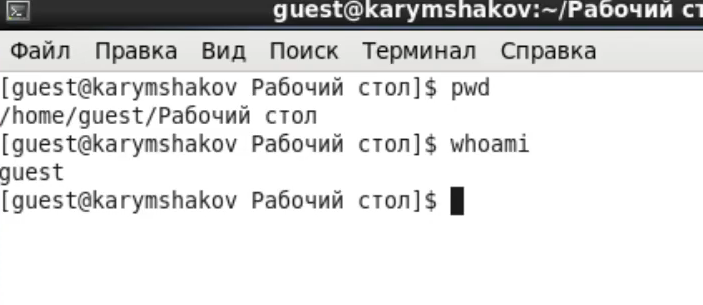 guest@karymshakov:~/Рабочий
Файл Правка Вид Поиск Терминал Справка
[guest@karymshakov Рабочий стол]$ pwd
/home/guest/Рабочий стол
[guest@karymshakov Рабочий стол]$ whoami
guest
[guest@karymshakov Рабочий стол]$